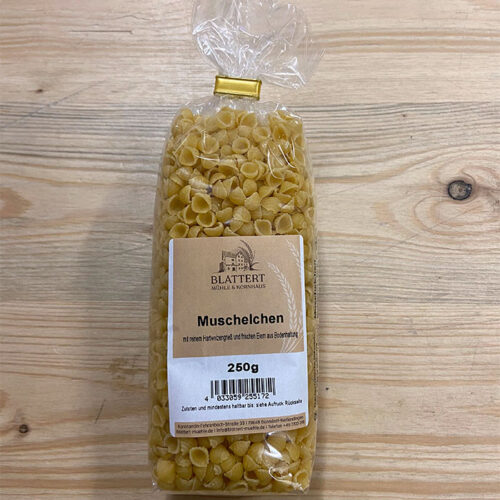 BLATTERT
MÜHLE & KORNHAUS
Muschelchen
mit reinem Hartweizengrieß und frischen Eiern aus Bodenhaltung
250g
4 033059 255172
Zutaten und mindestens haltbar bis: siehe Aufdruck Rückseite